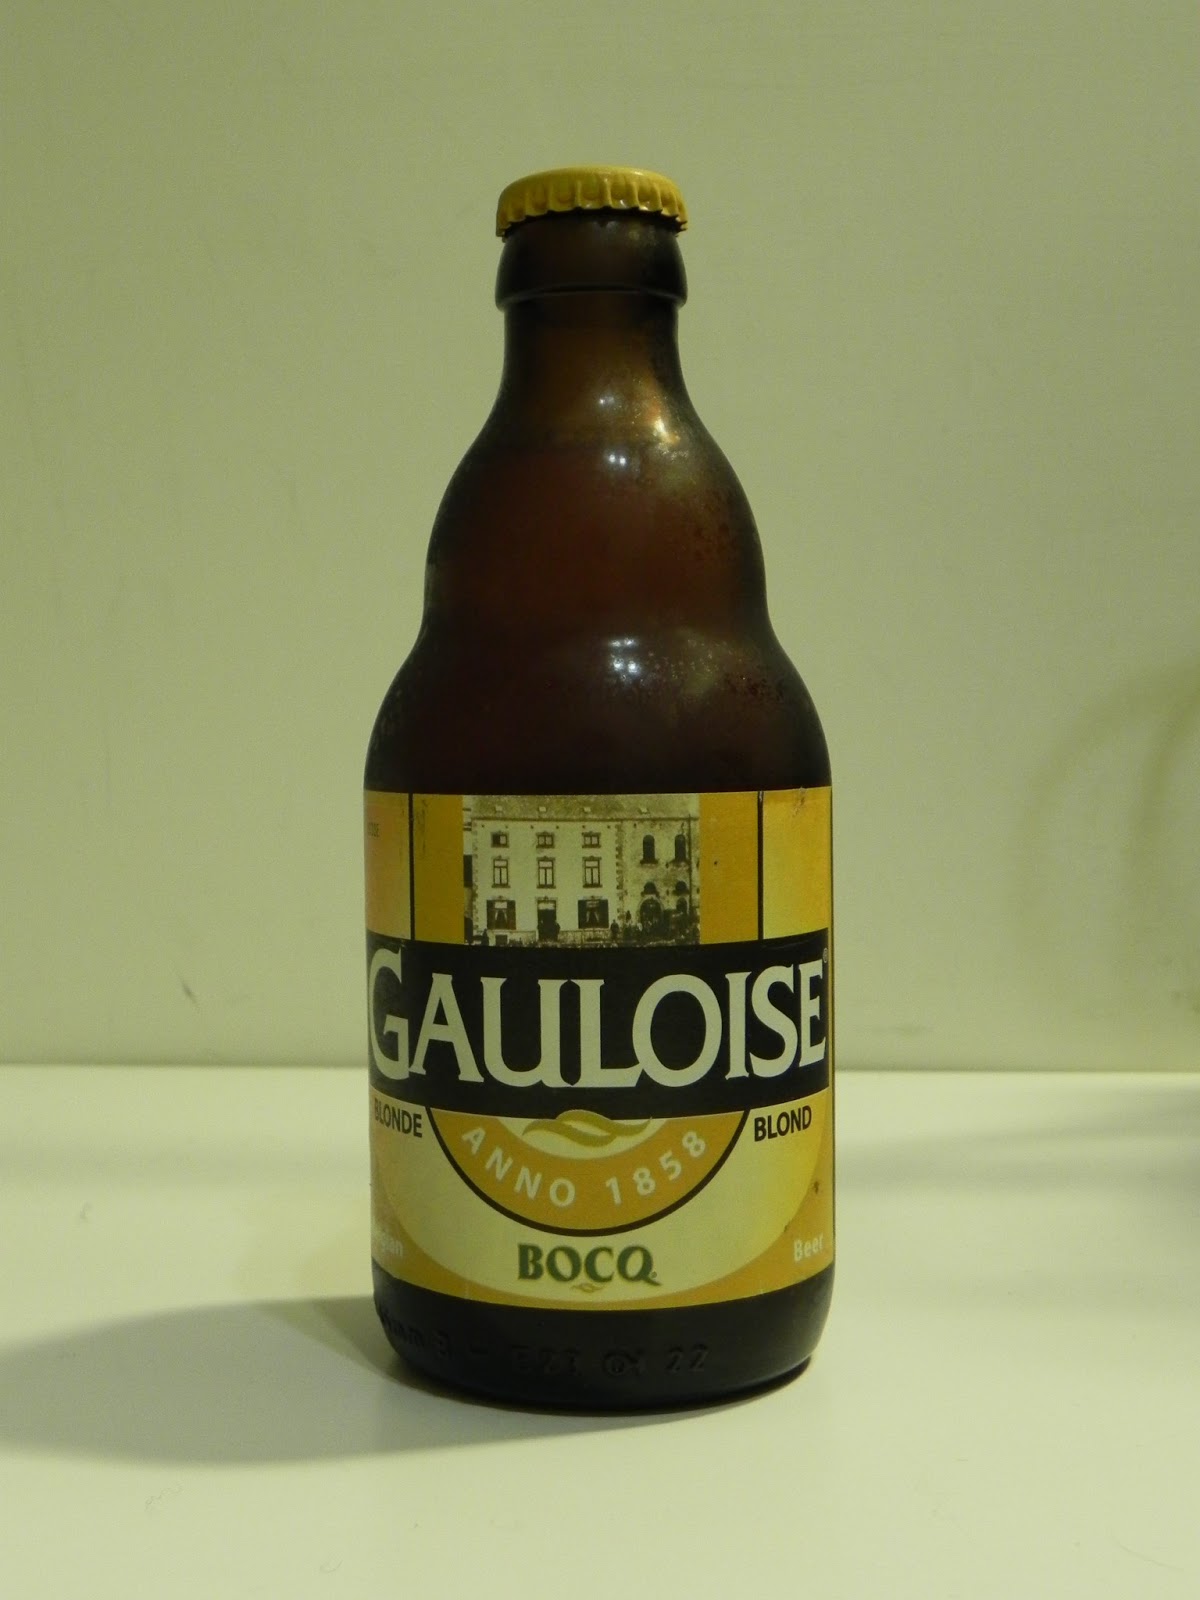 GAULOISE®
BLONDE
BLOND
ANNO 1858
BOCQ
Beer